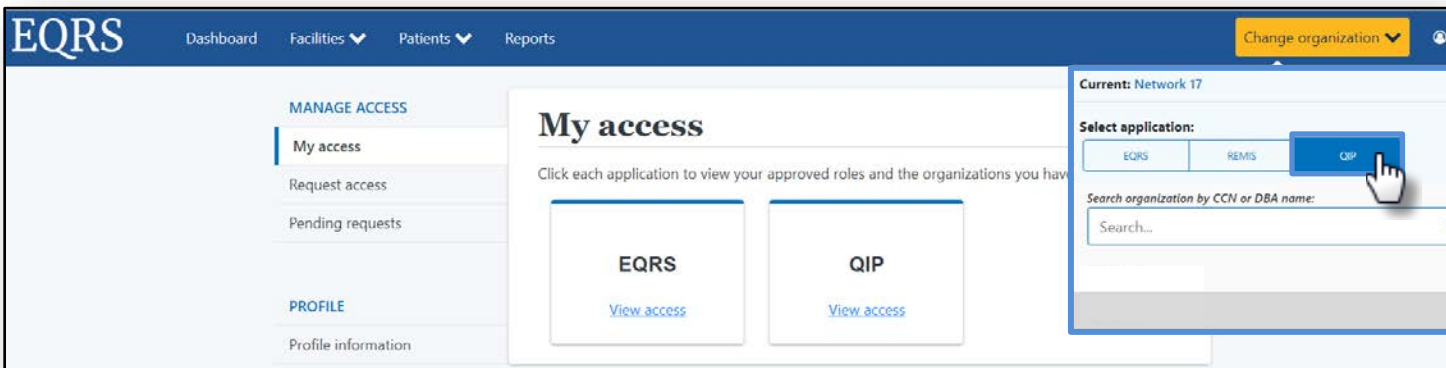 EQRS
Dashboard Facilities Patients Reports Change organization
MANAGE ACCESS
My access
Request access
Pending requests
PROFILE
Profile information
My access
Click each application to view your approved roles and the organizations you have
EQRS
View access
QIP
View access
Current: Network 17
Select application:
EQRS REMIS QIP
Search organization by CCN or DBA name:
Search...